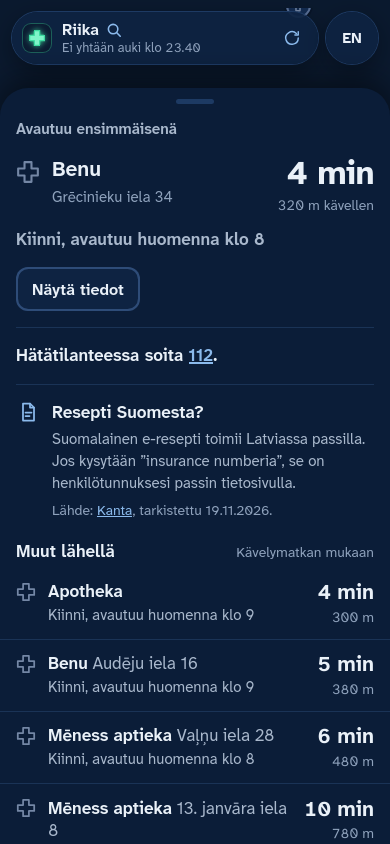 Riika
Ei yhtään auki klo 23.40
EN
Avautuu ensimmäisenä
Benu
4 min
Grēcinieku iela 34
320 m kävellen
Kiinni, avautuu huomenna klo 8
Näytä tiedot
Hätätilanteessa soita 112.
Resepti Suomesta?
Suomalainen e-resepti toimii Latviassa passilla.
Jos kysytään ”insurance numberia”, se on
henkilötunnuksesi passin tietosivulla.
Lähde: Kanta, tarkistettu 19.11.2026.
Muut lähellä
Kävelymatkan mukaan
Apotheka
4 min
Kiinni, avautuu huomenna klo 9
300 m
Benu Audēju iela 16
5 min
Kiinni, avautuu huomenna klo 9
380 m
Mēness aptieka Vaļņu iela 28
6 min
Kiinni, avautuu huomenna klo 8
480 m
Mēness aptieka 13. janvāra iela
10 min
8
780 m